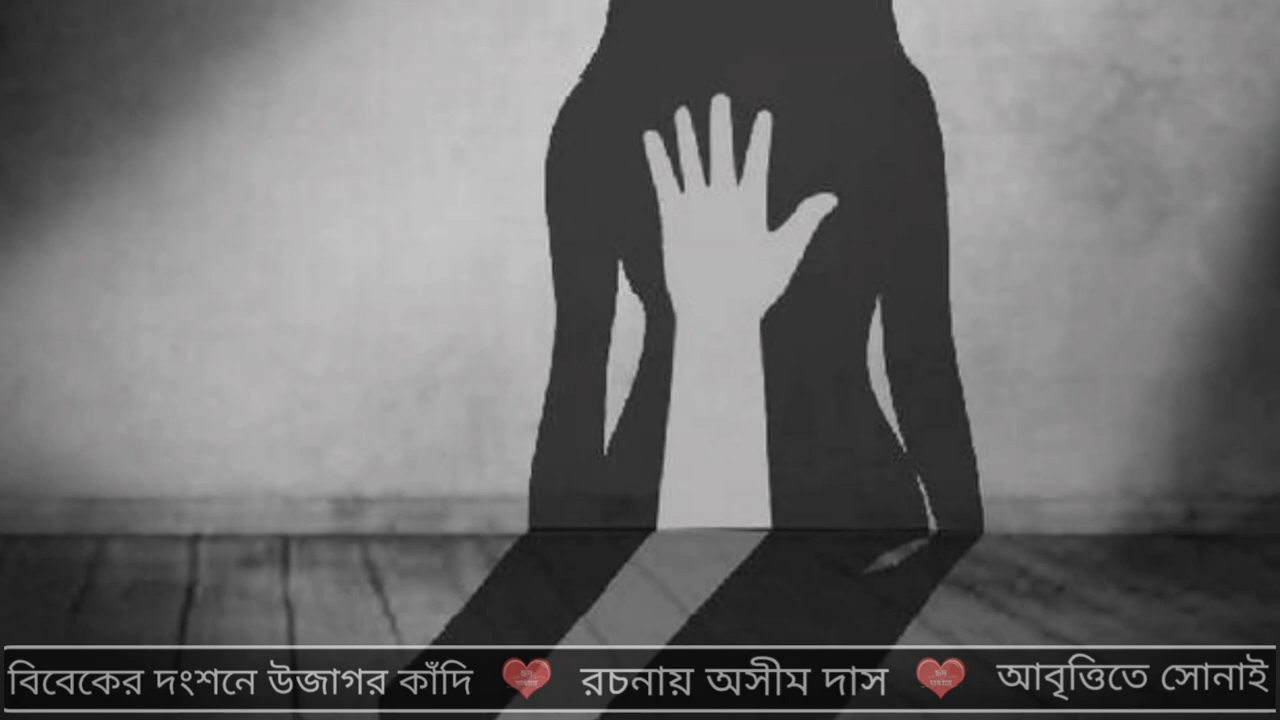 বিবেকের দংশনে উজাগর কাঁদি রচনায় অসীম দাস আবৃত্তিতে সোনাই